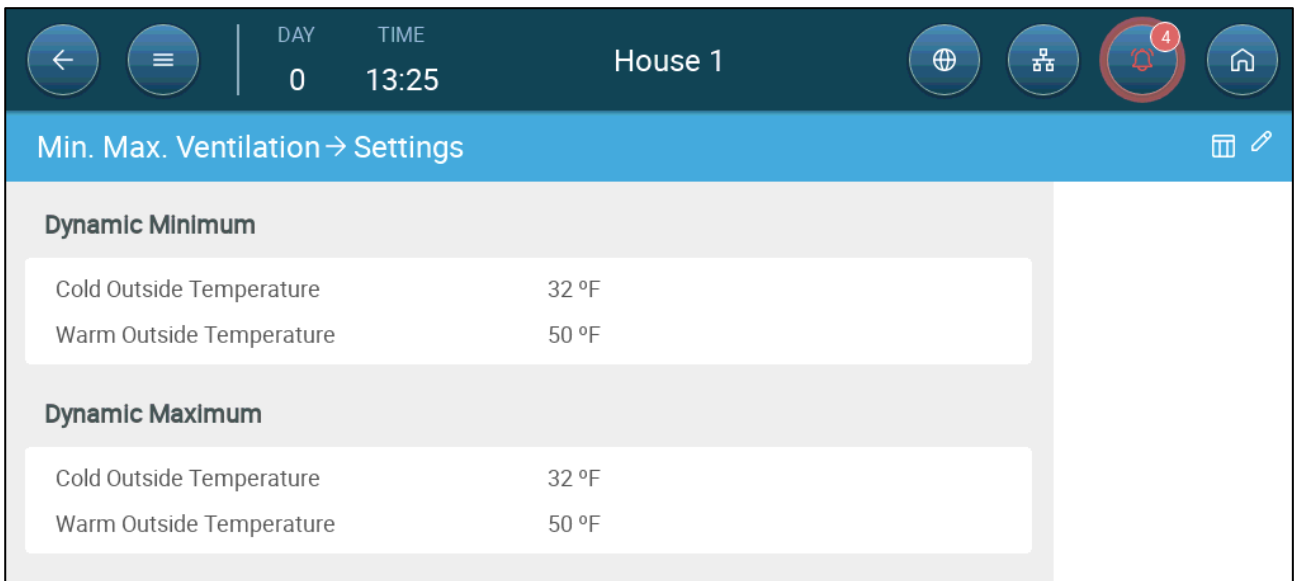 DAY TIME
0 13:25
House 1
4
Min. Max. Ventilation → Settings
Dynamic Minimum
Cold Outside Temperature 32 ºF
Warm Outside Temperature 50 ºF
Dynamic Maximum
Cold Outside Temperature 32 ºF
Warm Outside Temperature 50 ºF